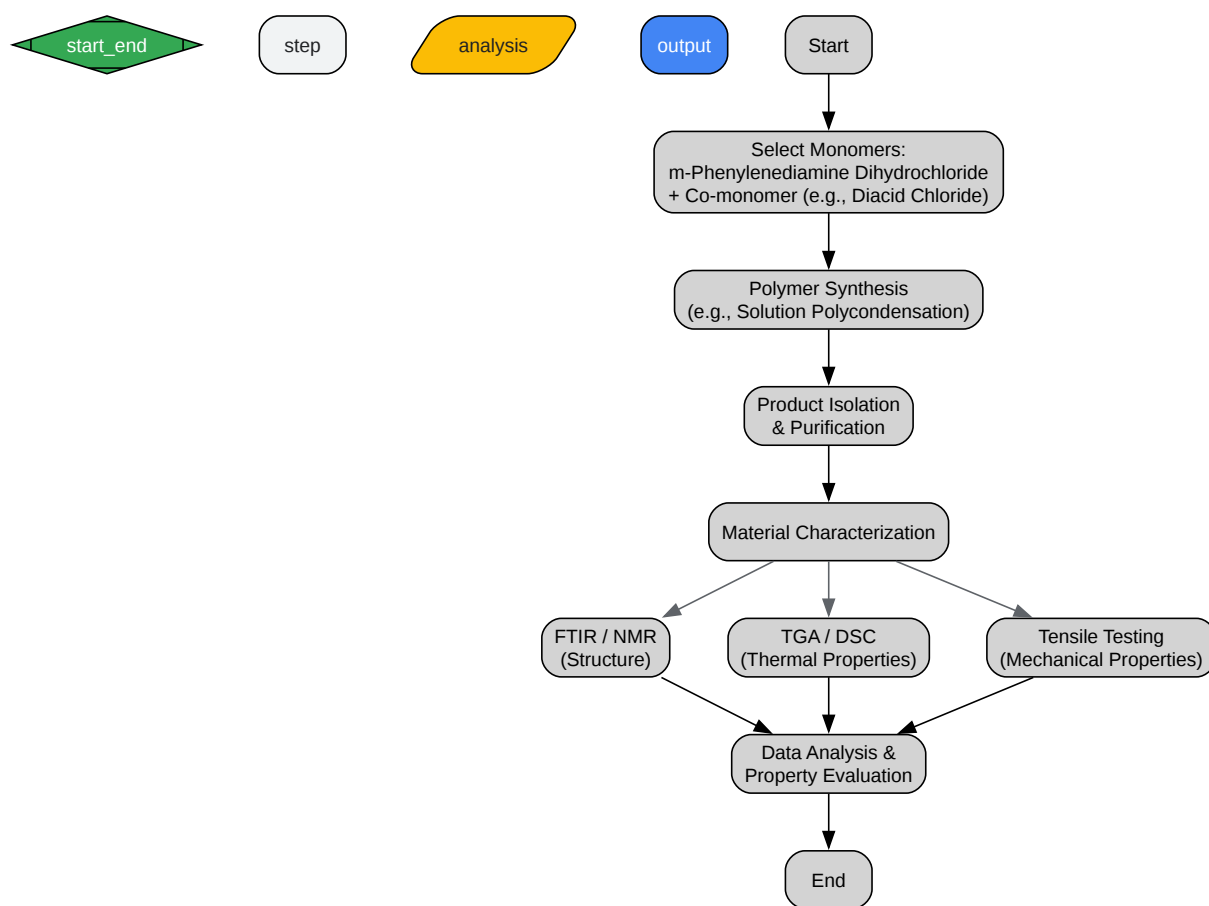 start_end
step
analysis
output
Start
Select Monomers:
m-Phenylenediamine Dihydrochloride
+ Co-monomer (e.g., Diacid Chloride)
Polymer Synthesis
(e.g., Solution Polycondensation)
Product Isolation
& Purification
Material Characterization
FTIR / NMR
(Structure)
TGA / DSC
(Thermal Properties)
Tensile Testing
(Mechanical Properties)
Data Analysis &
Property Evaluation
End